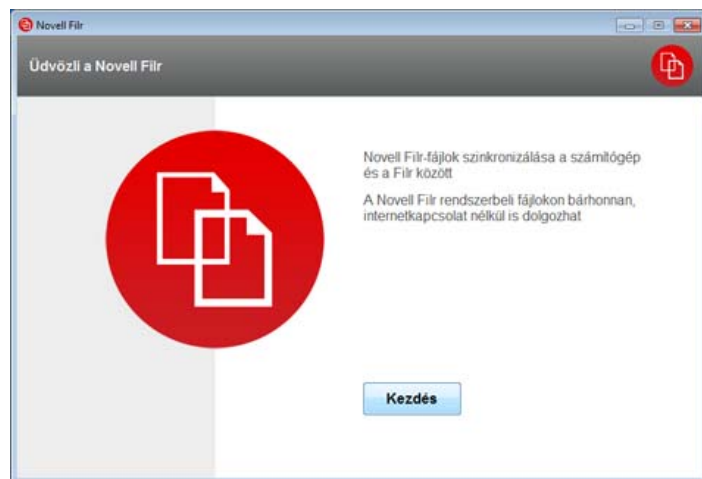 Novell Filr
Üdvözli a Novell Filr
Novell Filr-fájlok szinkronizálása a számítógép
és a Filr között
A Novell Filr rendszerbeli fájlokon bárhonnan,
internetkapcsolat nélkül is dolgozhat
Kezdés